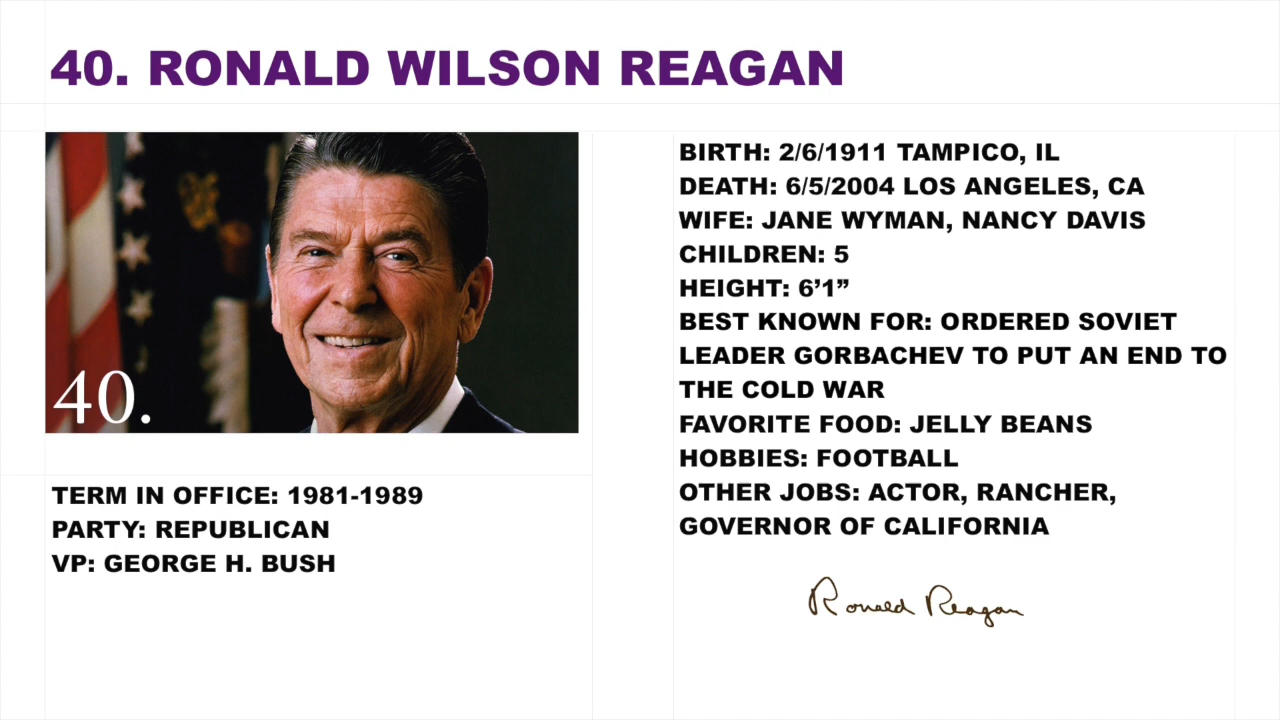 40. RONALD WILSON REAGAN
40.
TERM IN OFFICE: 1981-1989
PARTY: REPUBLICAN
VP: GEORGE H. BUSH
BIRTH: 2/6/1911 TAMPICO, IL
DEATH: 6/5/2004 LOS ANGELES, CA
WIFE: JANE WYMAN, NANCY DAVIS
CHILDREN: 5
HEIGHT: 6’1”
BEST KNOWN FOR: ORDERED SOVIET
LEADER GORBACHEV TO PUT AN END TO
THE COLD WAR
FAVORITE FOOD: JELLY BEANS
HOBBIES: FOOTBALL
OTHER JOBS: ACTOR, RANCHER,
GOVERNOR OF CALIFORNIA
Ronald Reagan